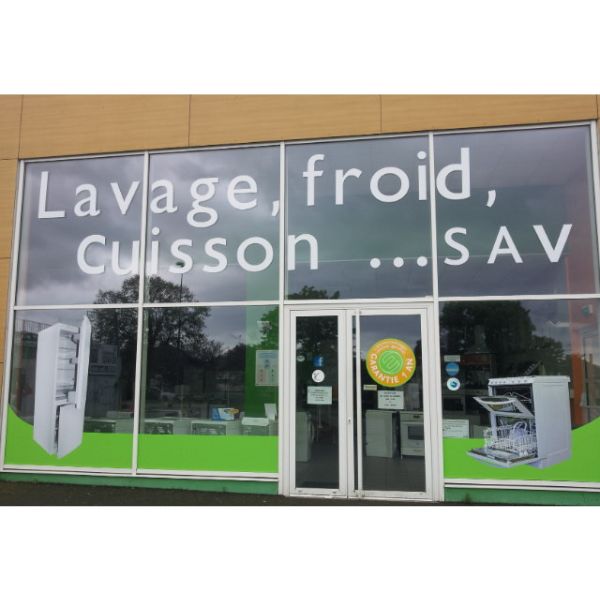 Lavage, froid,
cuisson ...SAV
GARANTIE 1 AN